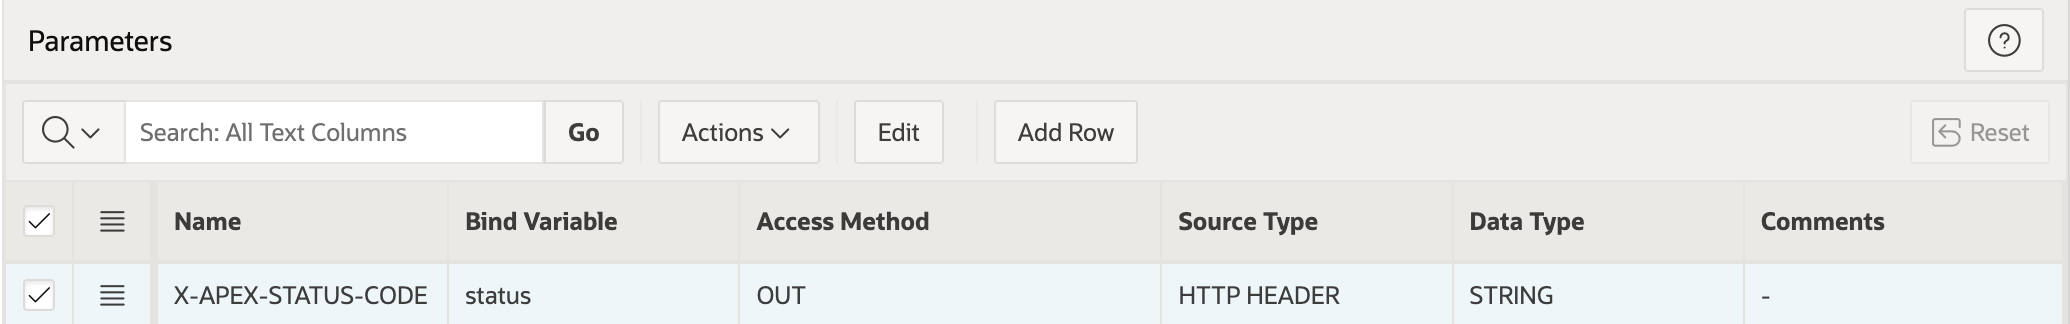 Parameters
?
Search: All Text Columns Go Actions Edit Add Row Reset
Name Bind Variable Access Method Source Type Data Type Comments
X-APEX-STATUS-CODE status OUT HTTP HEADER STRING -